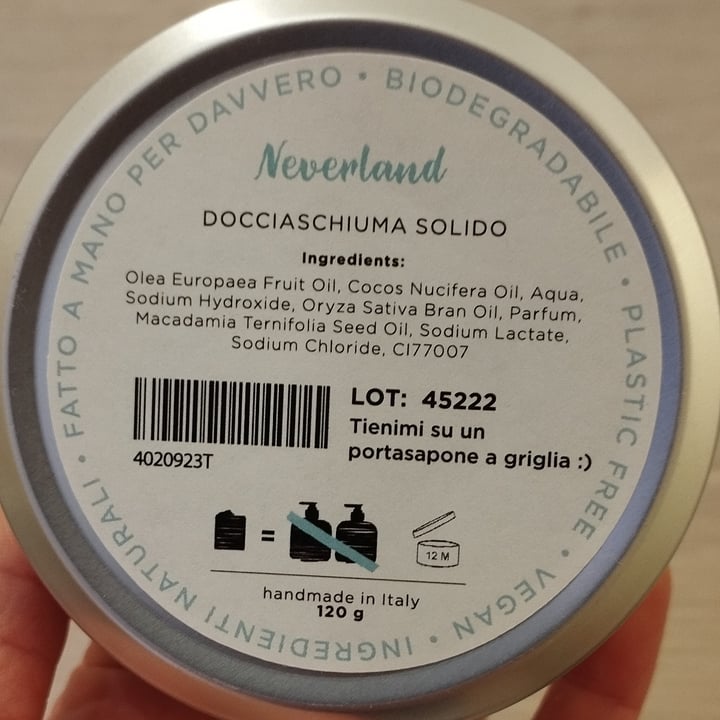 FATTO A MANO PER DAVVERO • BIODEGRADABILE • PLASTIC FREE • VEGAN • INGREDIENTI NATURALI •
Neverland
DOCCIASCHIUMA SOLIDO
Ingredients:
Olea Europaea Fruit Oil, Cocos Nucifera Oil, Aqua,
Sodium Hydroxide, Oryza Sativa Bran Oil, Parfum,
Macadamia Ternifolia Seed Oil, Sodium Lactate,
Sodium Chloride, CI77007
LOT: 45222
Tienimi su un
portasapone a griglia :)
4020923T
=
12 M
handmade in Italy
120 g